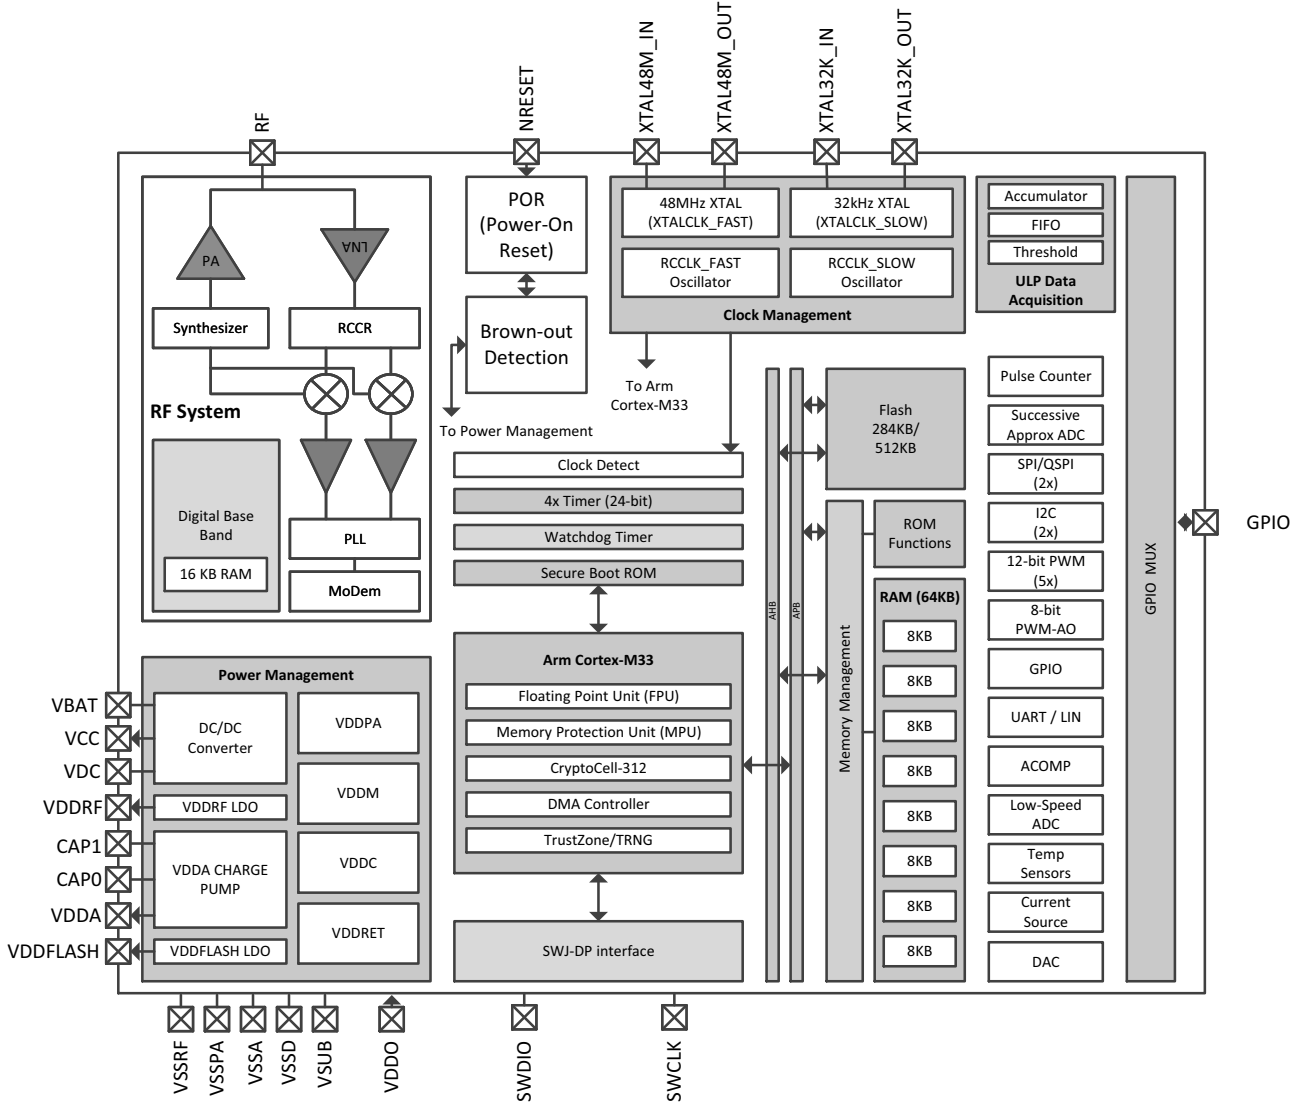 RF
NRESET
XTAL48M_IN
XTAL48M_OUT
XTAL32K_IN
XTAL32K_OUT
PA
LNA
Synthesizer
RCCR
RF System
Digital Base
Band
16 KB RAM
PLL
MoDem
POR
(Power-On
Reset)
Brown-out
Detection
To Power Management
48MHz XTAL
(XTALCLK_FAST)
32kHz XTAL
(XTALCLK_SLOW)
RCCLK_FAST
Oscillator
RCCLK_SLOW
Oscillator
Clock Management
To Arm
Cortex-M33
Accumulator
FIFO
Threshold
ULP Data
Acquisition
Clock Detect
4x Timer (24-bit)
Watchdog Timer
Secure Boot ROM
Arm Cortex-M33
Floating Point Unit (FPU)
Memory Protection Unit (MPU)
CryptoCell-312
DMA Controller
TrustZone/TRNG
SWJ-DP interface
AHB
APB
Flash
284KB/
512KB
Memory Management
ROM
Functions
RAM (64KB)
8KB
8KB
8KB
8KB
8KB
8KB
8KB
8KB
Pulse Counter
Successive
Approx ADC
SPI/QSPI
(2x)
I2C
(2x)
12-bit PWM
(5x)
8-bit
PWM-AO
GPIO
UART / LIN
ACOMP
Low-Speed
ADC
Temp
Sensors
Current
Source
DAC
GPIO MUX
GPIO
Power Management
VBAT
VCC
VDC
VDDRF
CAP1
CAP0
VDDA
VDDFLASH
DC/DC
Converter
VDDRF LDO
VDDA CHARGE
PUMP
VDDFLASH LDO
VDDPA
VDDM
VDDC
VDDRET
VSSRF
VSSPA
VSSA
VSSD
VSUB
VDDO
SWDIO
SWCLK